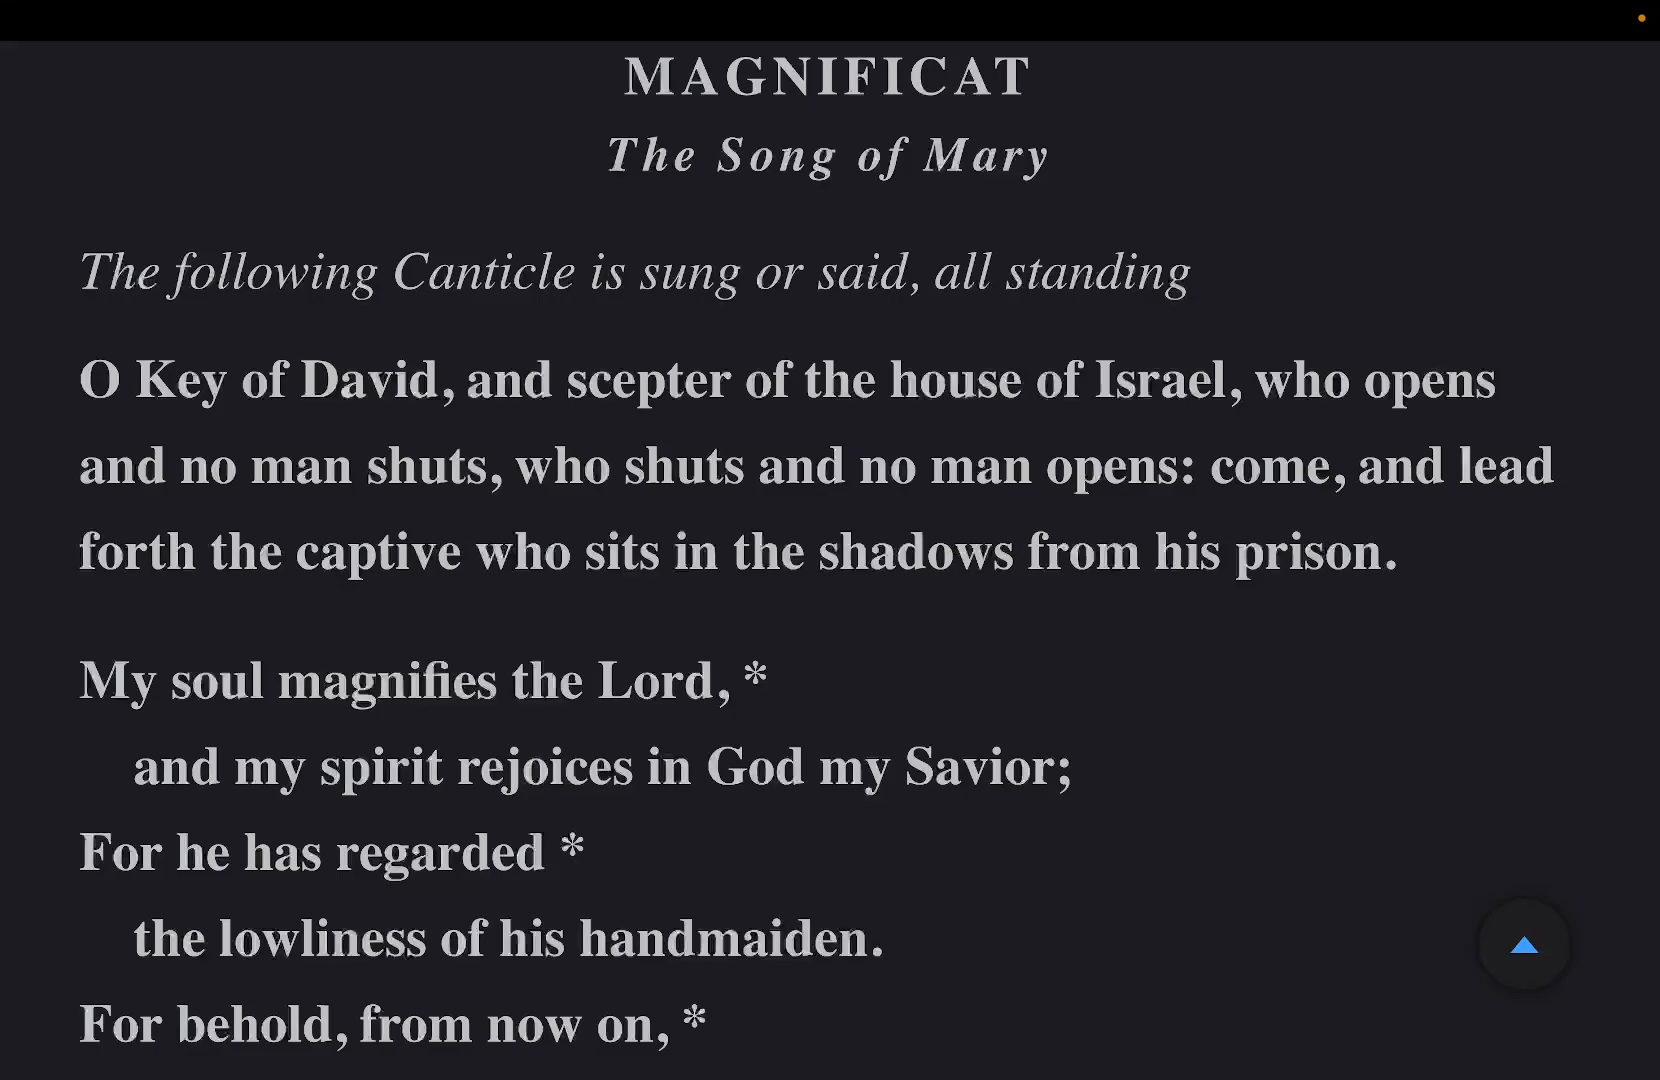 MAGNIFICAT
The Song of Mary
The following Canticle is sung or said, all standing
O Key of David, and scepter of the house of Israel, who opens
and no man shuts, who shuts and no man opens: come, and lead
forth the captive who sits in the shadows from his prison.
My soul magnifies the Lord, *
and my spirit rejoices in God my Savior;
For he has regarded *
the lowliness of his handmaiden.
For behold, from now on, *